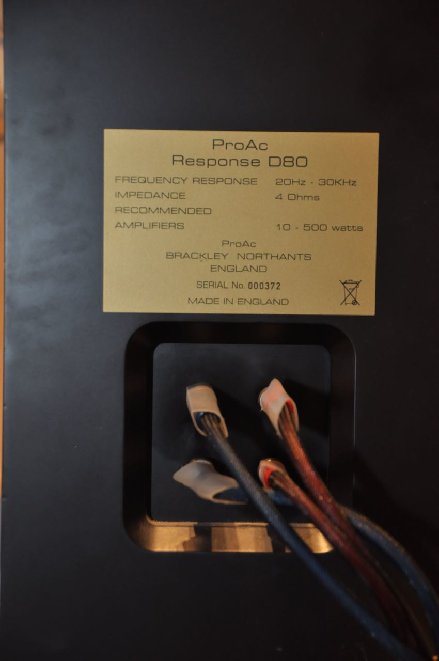 ProAc
Response D80
FREQUENCY RESPONSE 20Hz - 30KHz
IMPEDANCE 4 Ohms
RECOMMENDED
AMPLIFIERS 10 - 500 watts
ProAc
BRACKLEY NORTHANTS
ENGLAND
SERIAL No. 000372
MADE IN ENGLAND